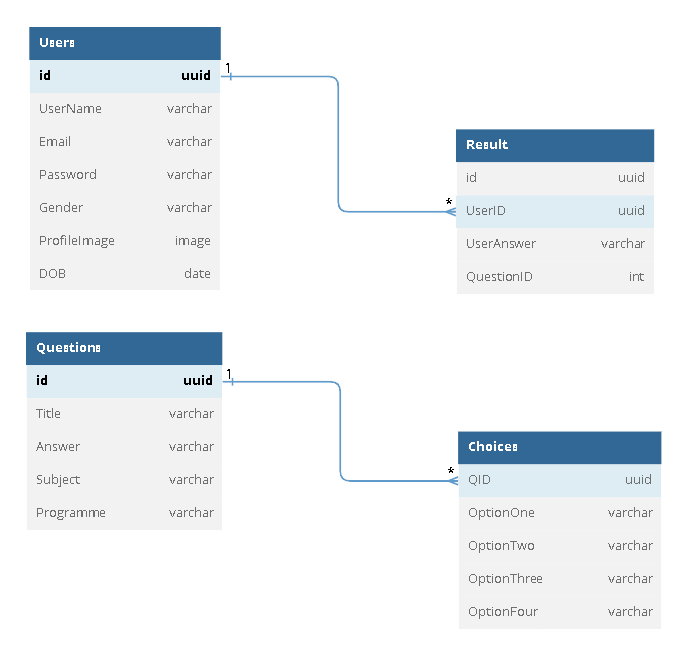 Users
id uuid
UserName varchar
Email varchar
Password varchar
Gender varchar
ProfileImage image
DOB date
1
*
Result
id uuid
UserID uuid
UserAnswer varchar
QuestionID int
Questions
id uuid
Title varchar
Answer varchar
Subject varchar
Programme varchar
1
*
Choices
QID uuid
OptionOne varchar
OptionTwo varchar
OptionThree varchar
OptionFour varchar